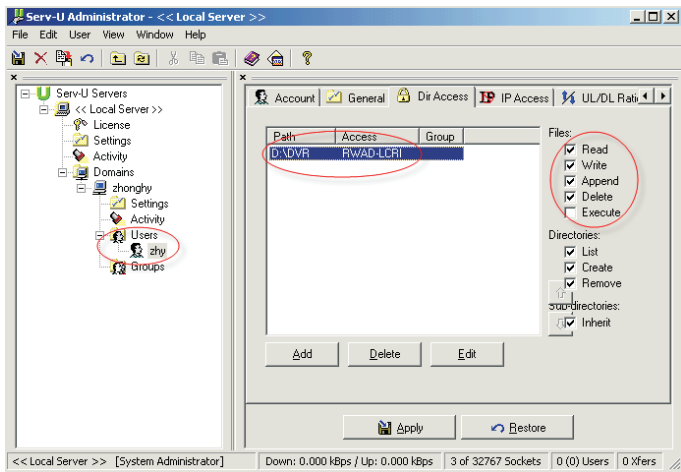 Serv-U Administrator - << Local Server >>
File Edit User View Window Help
Serv-U Servers
<< Local Server >>
License
Settings
Activity
Domains
zhonghy
Settings
Activity
Users
zhy
Groups
Account General Dir Access IP Access UL/DL Rati
Path Access Group
D:\DVR RWAD-LCRI
Files:
Read
Write
Append
Delete
Execute
Directories:
List
Create
Remove
Sub-directories:
Inherit
Add Delete Edit
Apply Restore
<< Local Server >> [System Administrator] Down: 0.000 kBps / Up: 0.000 kBps 3 of 32767 Sockets 0 (0) Users 0 Xfers